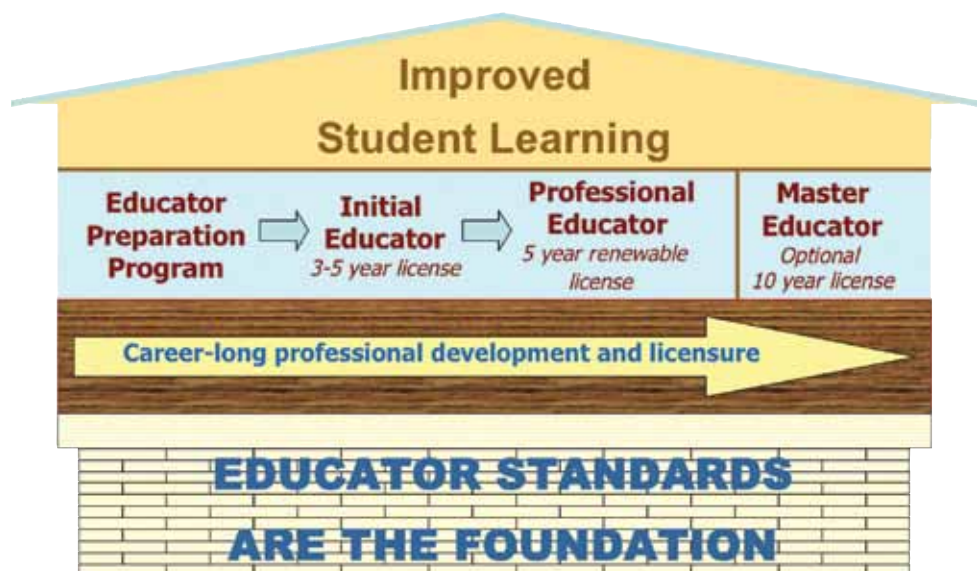 Improved
Student Learning
Educator
Preparation
Program
Initial
Educator
3-5 year license
Professional
Educator
5 year renewable
license
Master
Educator
Optional
10 year license
Career-long professional development and licensure
EDUCATOR STANDARDS
ARE THE FOUNDATION